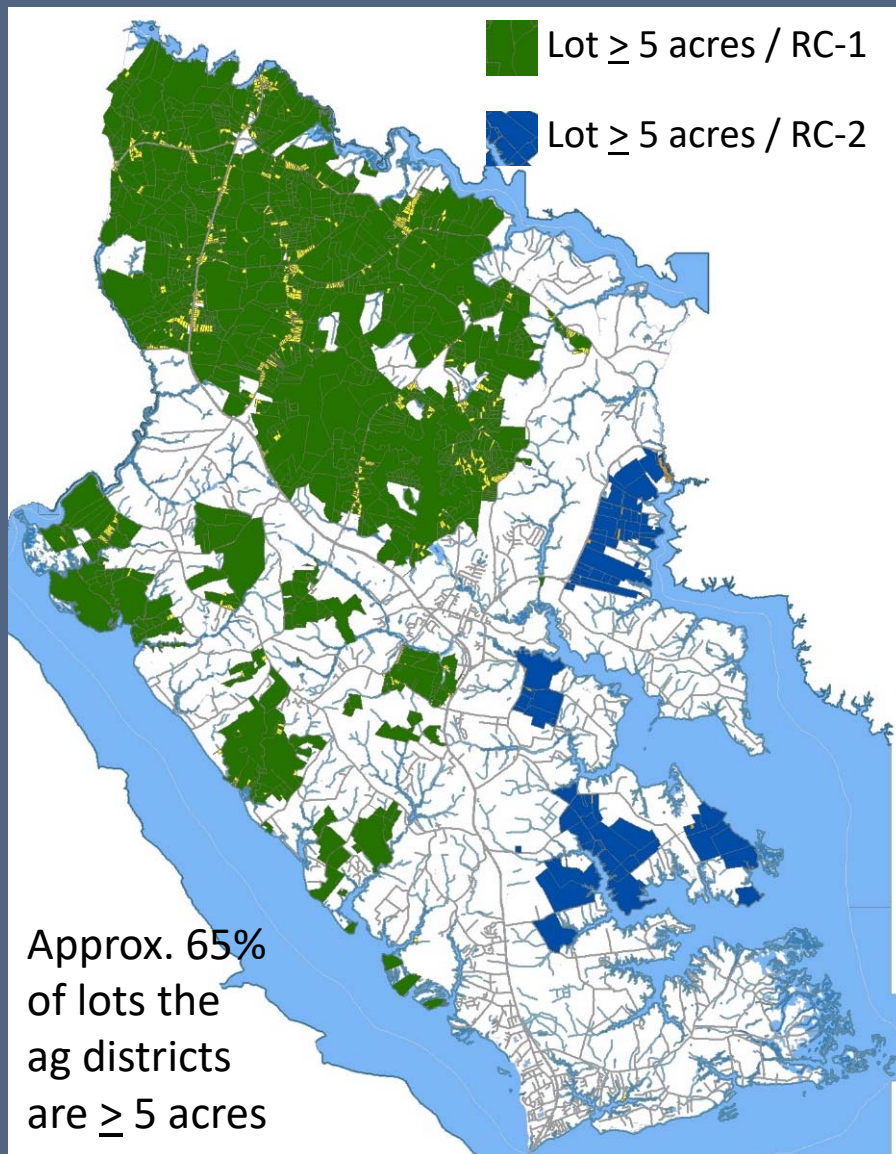 Lot ≥ 5 acres / RC-1
Lot ≥ 5 acres / RC-2
Approx. 65%
of lots the
ag districts
are ≥ 5 acres